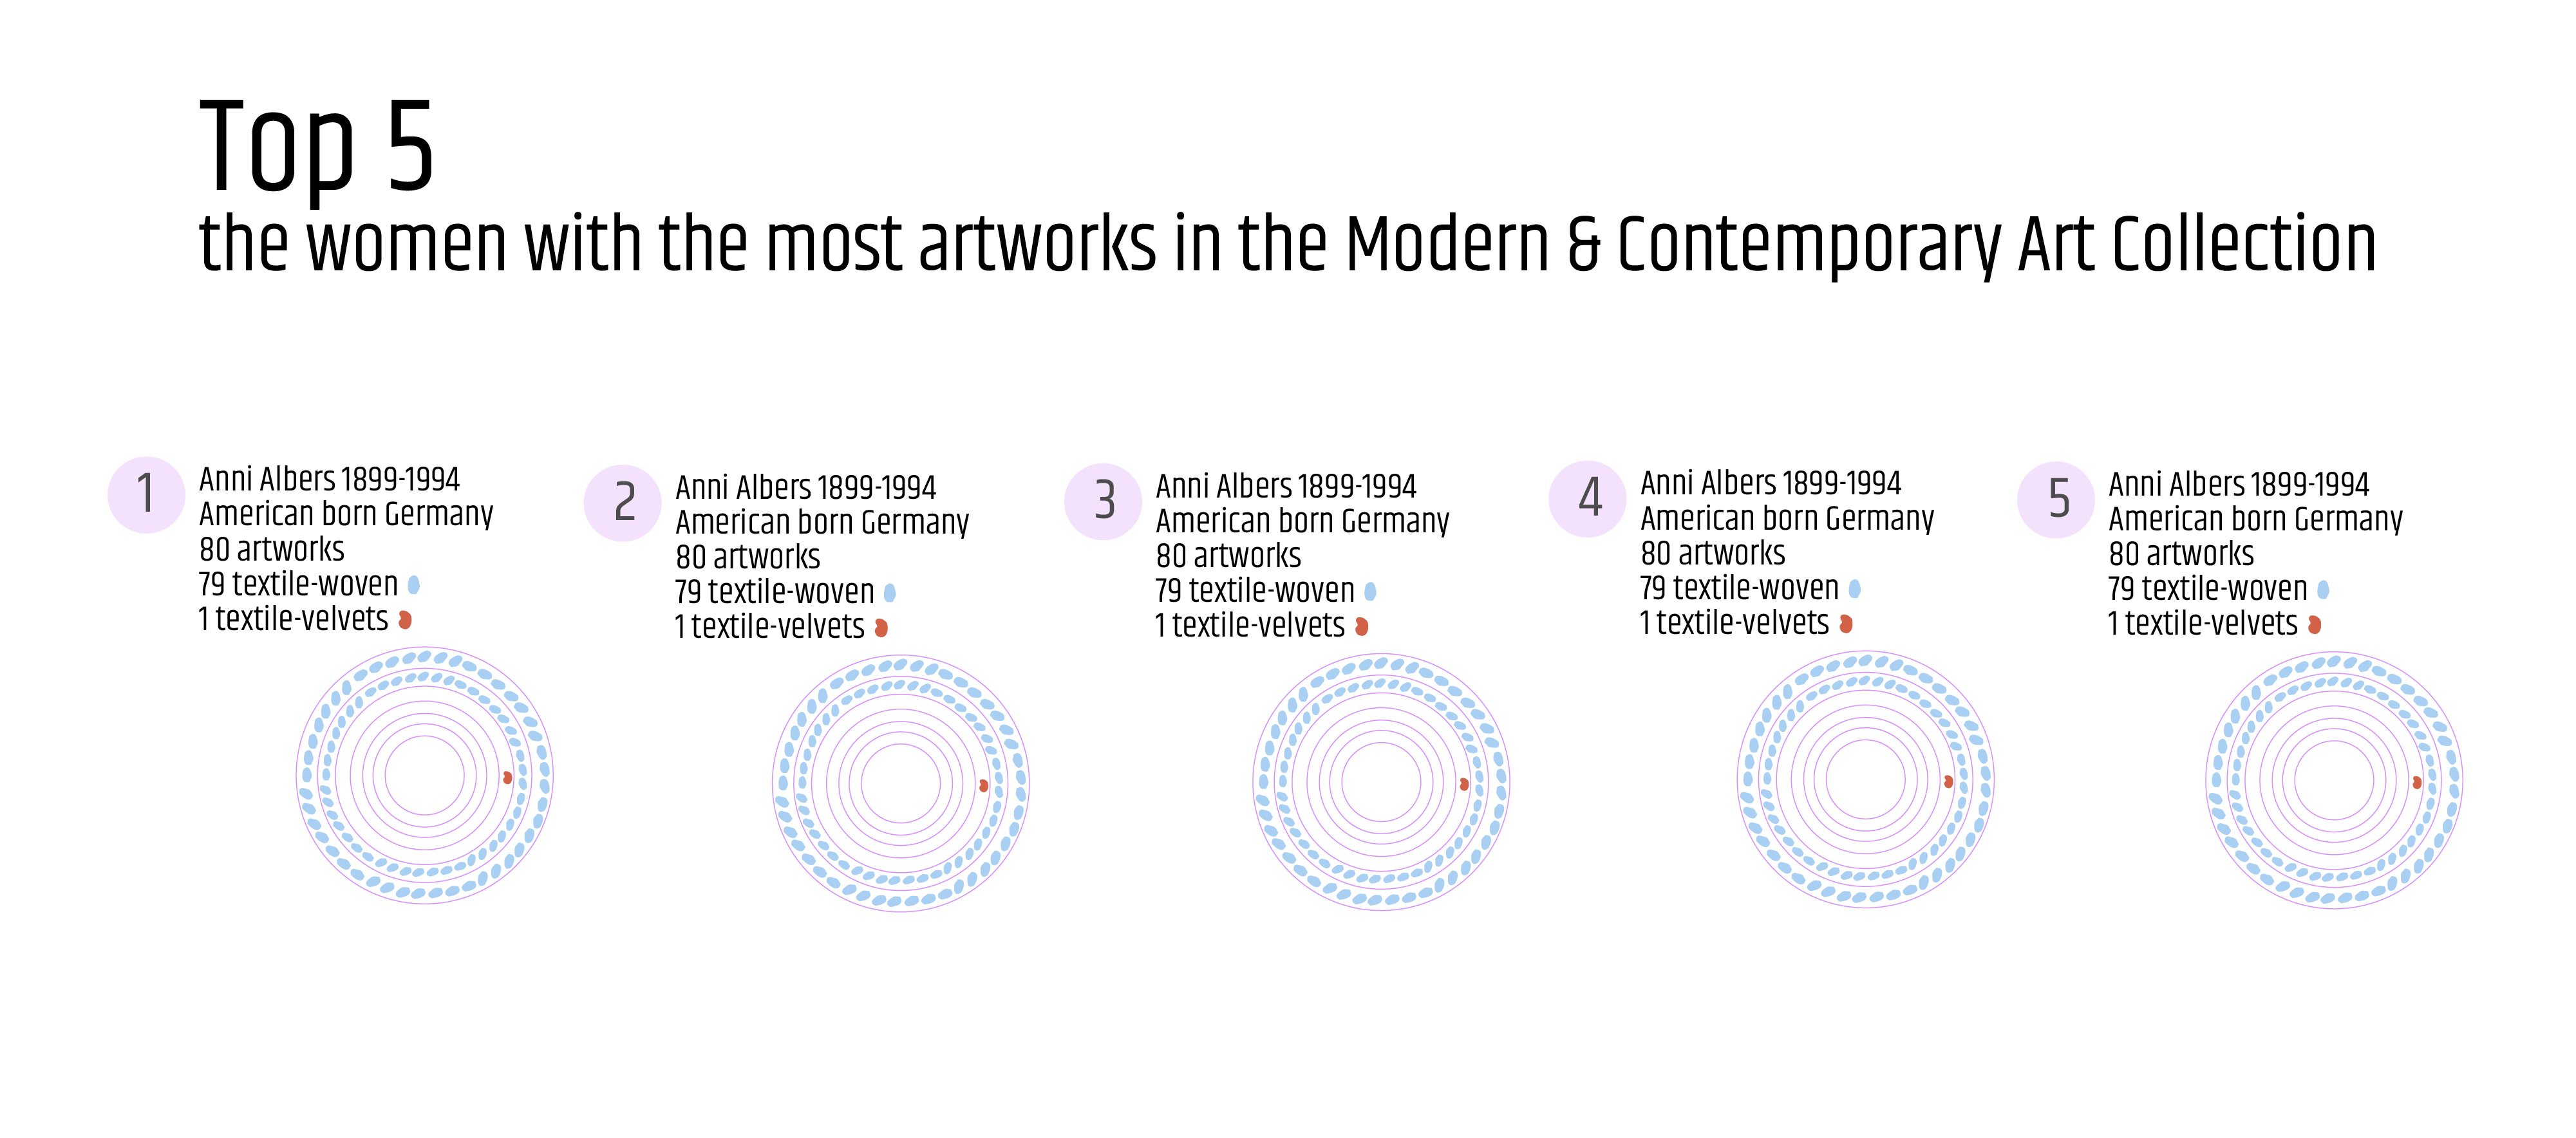 Top 5
the women with the most artworks in the Modern & Contemporary Art Collection
1
Anni Albers 1899-1994
American born Germany
80 artworks
79 textile-woven
1 textile-velvets
2
Anni Albers 1899-1994
American born Germany
80 artworks
79 textile-woven
1 textile-velvets
3
Anni Albers 1899-1994
American born Germany
80 artworks
79 textile-woven
1 textile-velvets
4
Anni Albers 1899-1994
American born Germany
80 artworks
79 textile-woven
1 textile-velvets
5
Anni Albers 1899-1994
American born Germany
80 artworks
79 textile-woven
1 textile-velvets